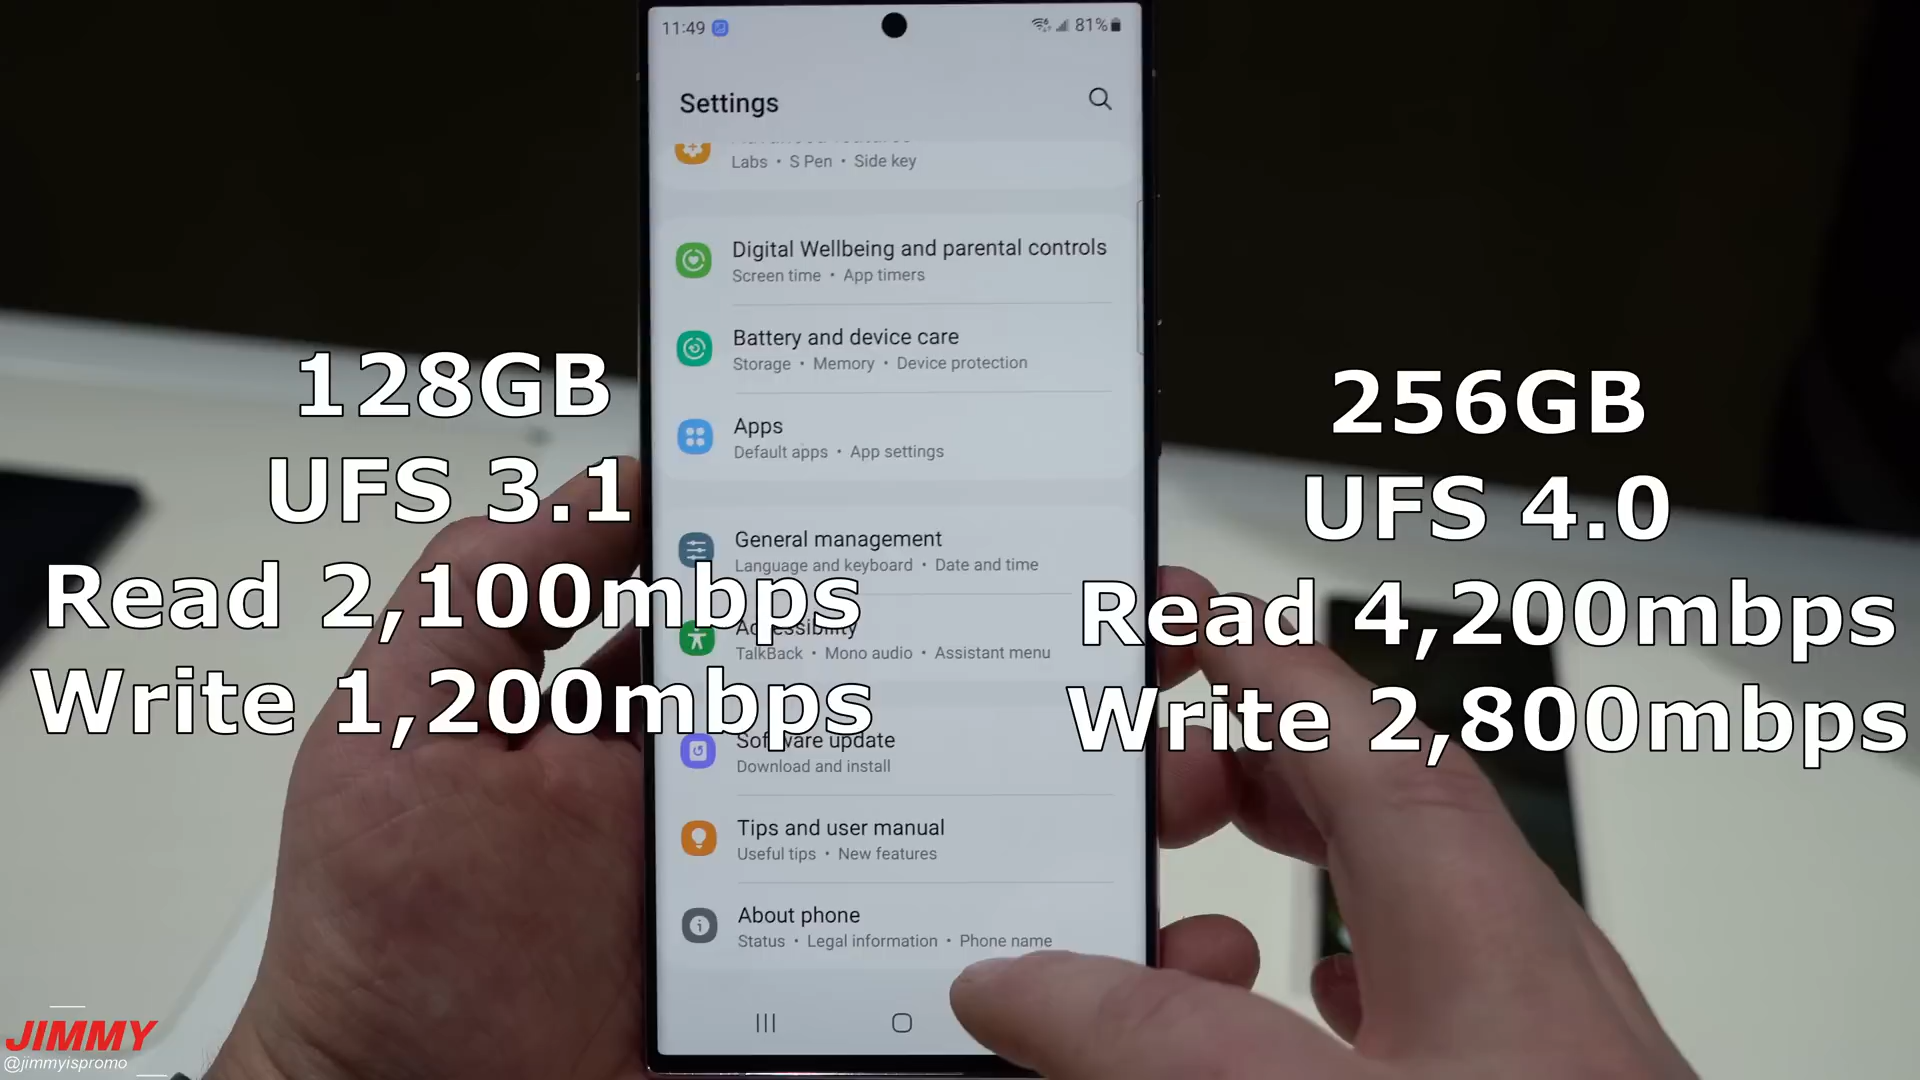 11:49
81%
Settings
Labs • S Pen • Side key
Digital Wellbeing and parental controls
Screen time • App timers
Battery and device care
Storage • Memory • Device protection
Apps
Default apps • App settings
General management
Language and keyboard • Date and time
Accessibility
TalkBack • Mono audio • Assistant menu
Software update
Download and install
Tips and user manual
Useful tips • New features
About phone
Status • Legal information • Phone name
128GB
UFS 3.1
Read 2,100mbps
Write 1,200mbps
256GB
UFS 4.0
Read 4,200mbps
Write 2,800mbps
JIMMY
@jimmyispromo